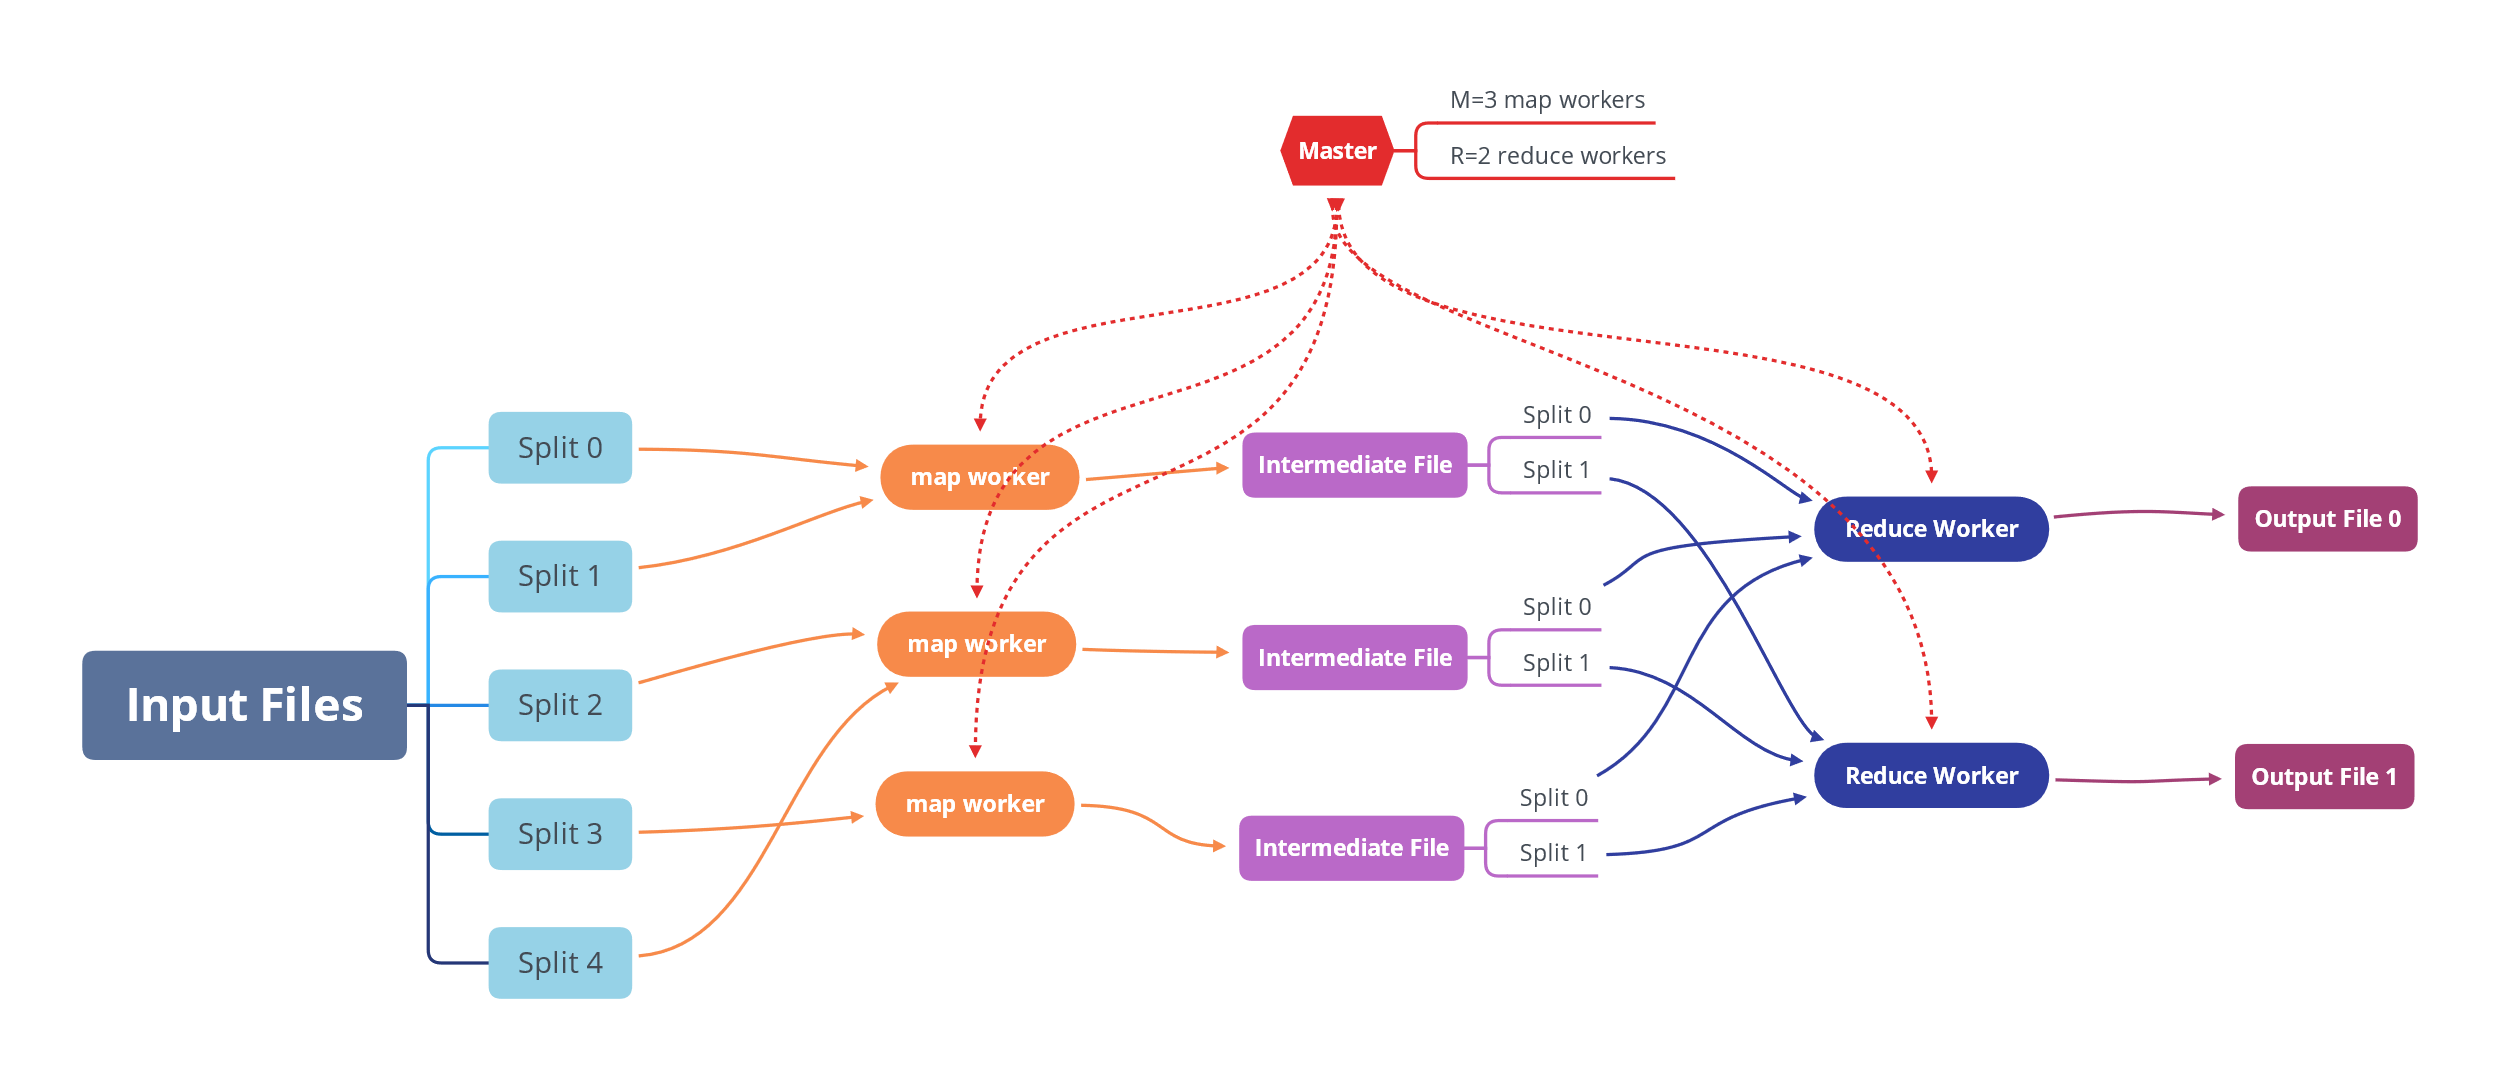 M=3 map workers
Master
R=2 reduce workers
Input Files
Split 0
Split 1
Split 2
Split 3
Split 4
map worker
map worker
map worker
Intermediate File
Split 0
Split 1
Intermediate File
Split 0
Split 1
Intermediate File
Split 0
Split 1
Reduce Worker
Reduce Worker
Output File 0
Output File 1